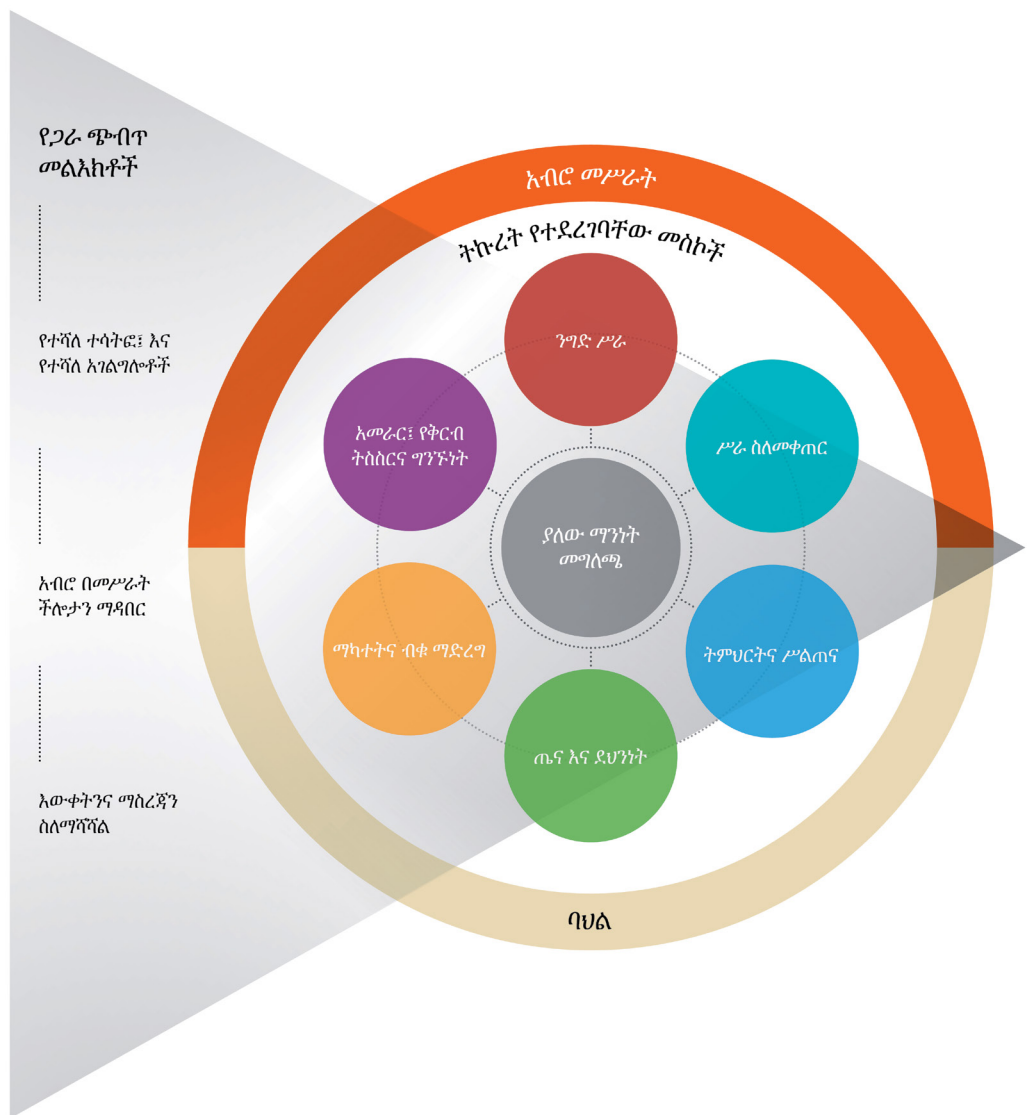 የጋራ ጭብጥ
መልእክቶች
የተሻለ ተሳትፎ፤ እና
የተሻለ አገልግሎቶች
አብሮ በመሥራት
ችሎታን ማዳበር
እውቀትንና ማስረጃን
ስለማሻሻል
አብሮ መሥራት
ትኩረት የተደረገባቸው መስኮች
ንግድ ሥራ
ሥራ ስለመቀጠር
ትምህርትና ሥልጠና
ጤና እና ደህንነት
ማካተትና ብቁ ማድረግ
አመራር፤ የቅርብ
ትስስርና ግንኙነት
ያለው ማንነት
መግለጫ
ባህል